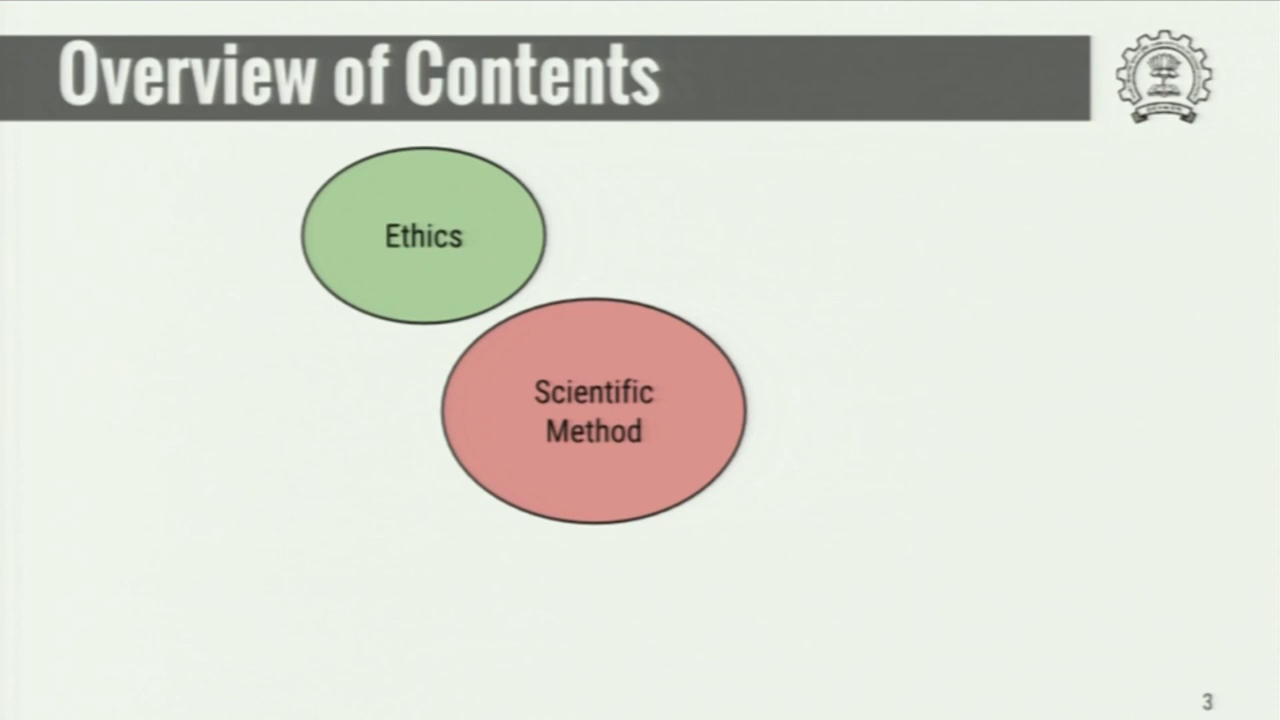 Overview of Contents
Ethics
Scientific
Method
3